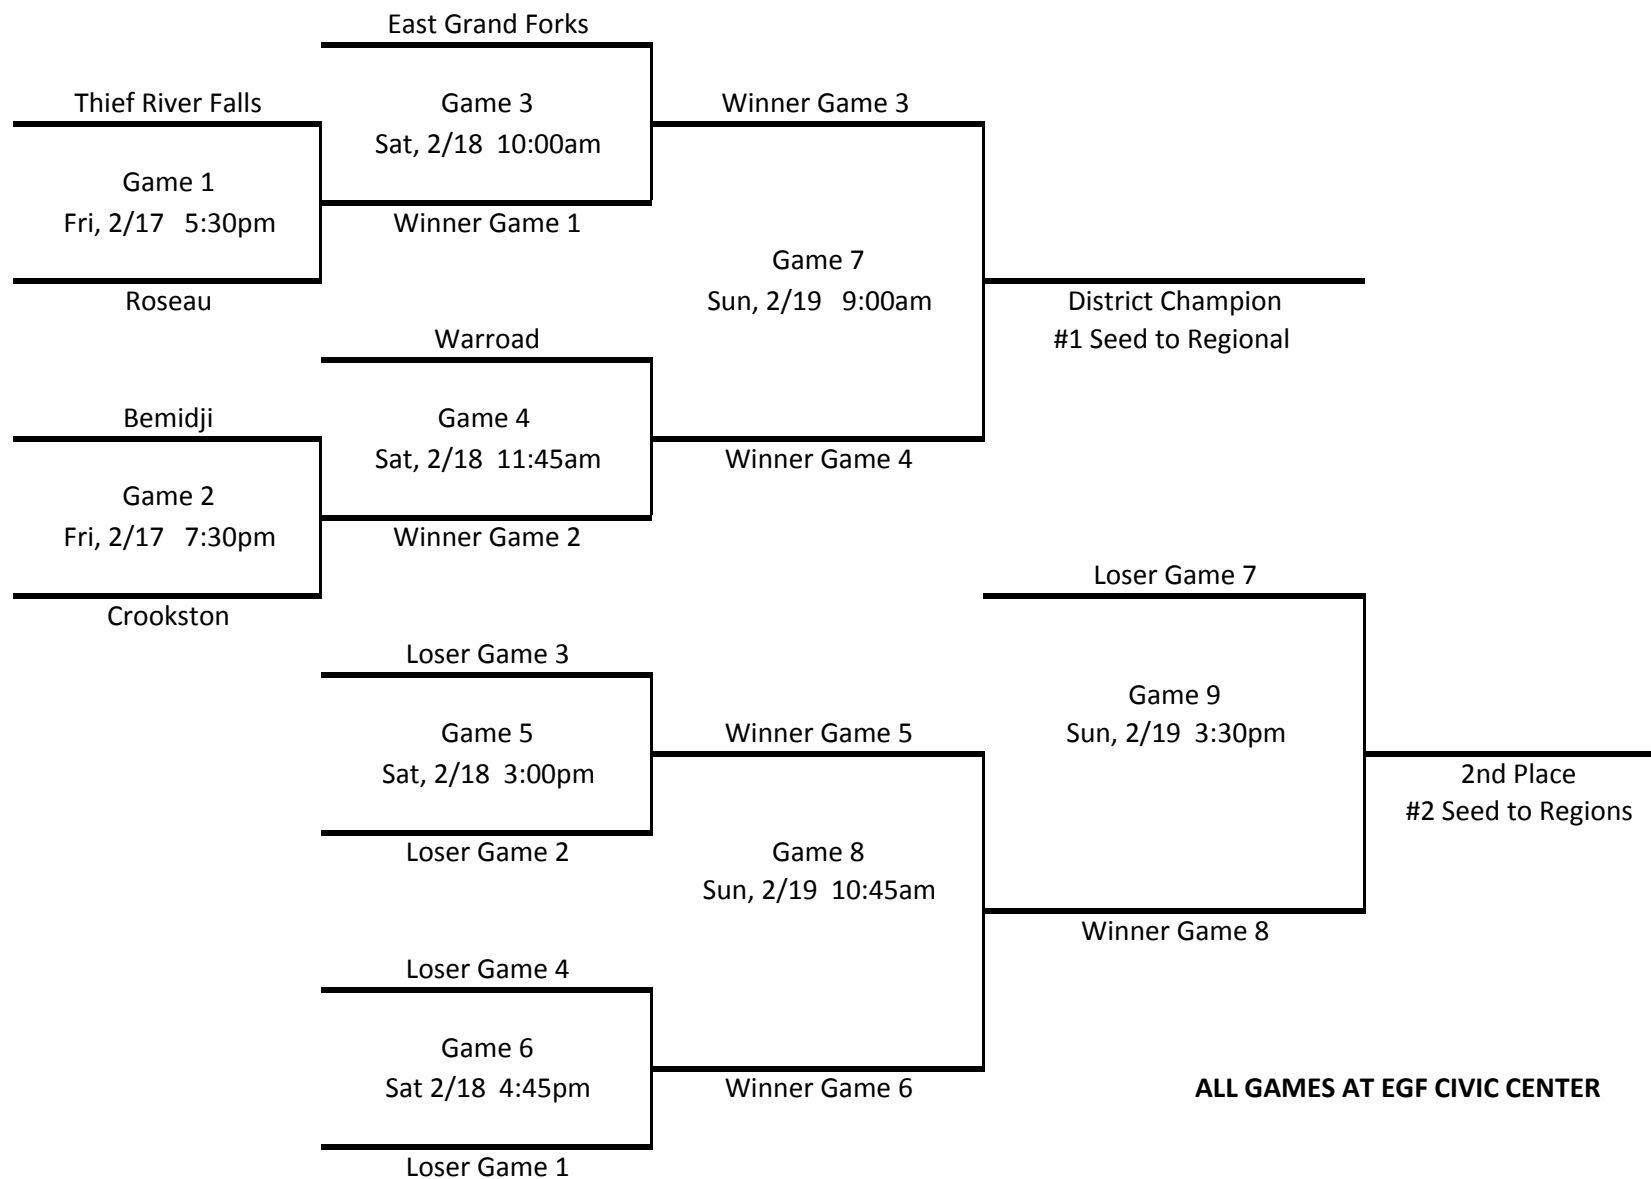 East Grand Forks
Thief River Falls
Game 3
Winner Game 3
Sat, 2/18 10:00am
Game 1
Fri, 2/17 5:30pm
Winner Game 1
Game 7
Sun, 2/19 9:00am
Roseau
District Champion
#1 Seed to Regional
Warroad
Bemidji
Game 4
Sat, 2/18 11:45am
Winner Game 4
Game 2
Fri, 2/17 7:30pm
Winner Game 2
Loser Game 7
Crookston
Loser Game 3
Game 9
Sun, 2/19 3:30pm
Game 5
Winner Game 5
Sat, 2/18 3:00pm
2nd Place
#2 Seed to Regions
Loser Game 2
Game 8
Sun, 2/19 10:45am
Winner Game 8
Loser Game 4
Game 6
Sat 2/18 4:45pm
Winner Game 6
ALL GAMES AT EGF CIVIC CENTER
Loser Game 1